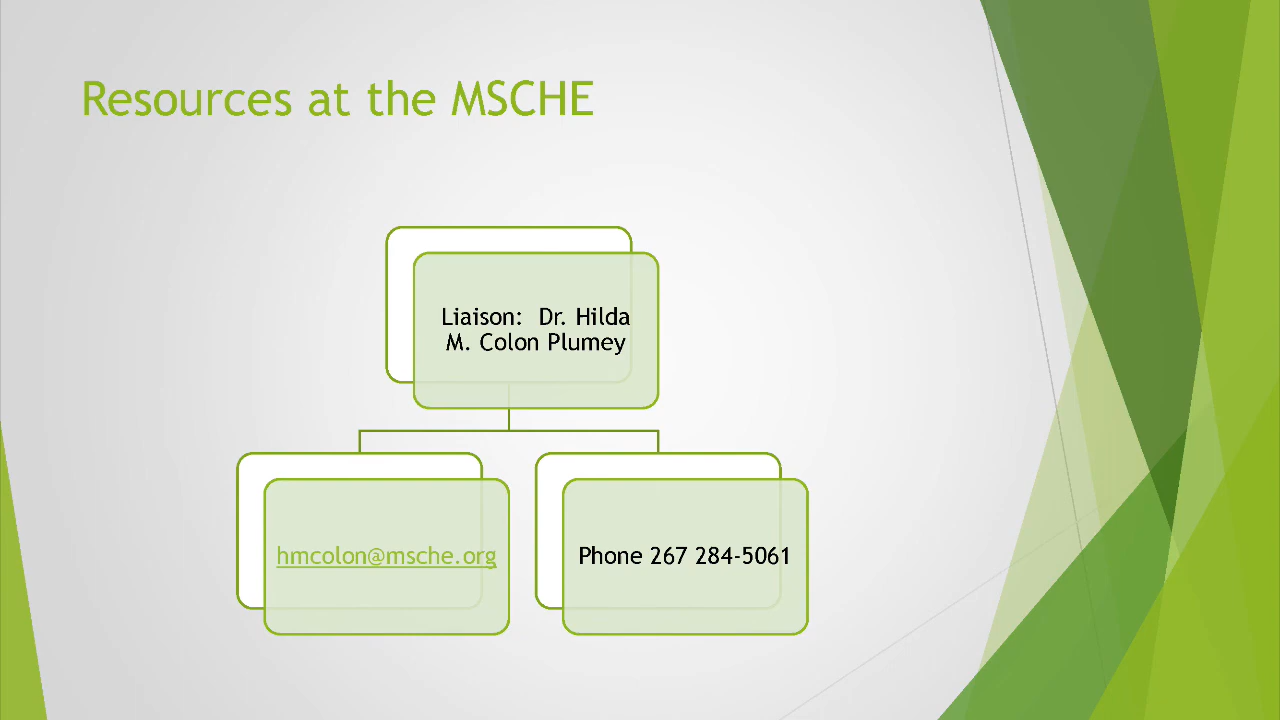 Resources at the MSCHE
Liaison:  Dr. Hilda
M. Colon Plumey
hmcolon@msche.org
Phone 267 284-5061